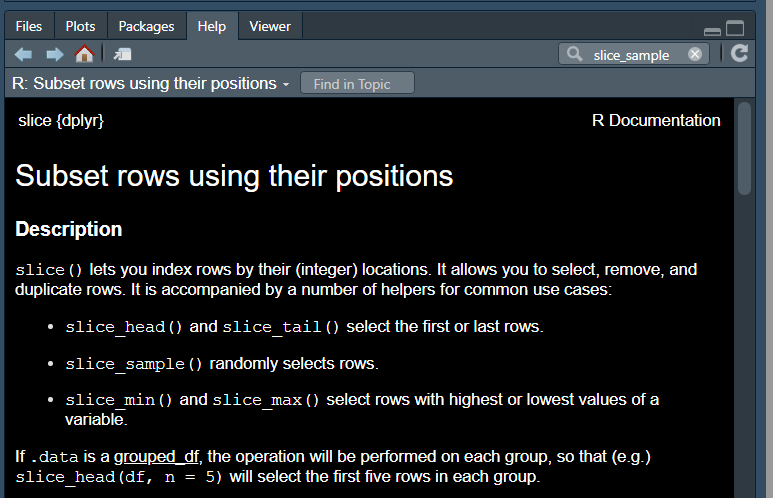 Files Plots Packages Help Viewer
slice_sample
R: Subset rows using their positions Find in Topic
slice {dplyr} R Documentation
Subset rows using their positions
Description
slice() lets you index rows by their (integer) locations. It allows you to select, remove, and
duplicate rows. It is accompanied by a number of helpers for common use cases:
• slice_head() and slice_tail() select the first or last rows.
• slice_sample() randomly selects rows.
• slice_min() and slice_max() select rows with highest or lowest values of a
variable.
If .data is a grouped_df, the operation will be performed on each group, so that (e.g.)
slice_head(df, n = 5) will select the first five rows in each group.